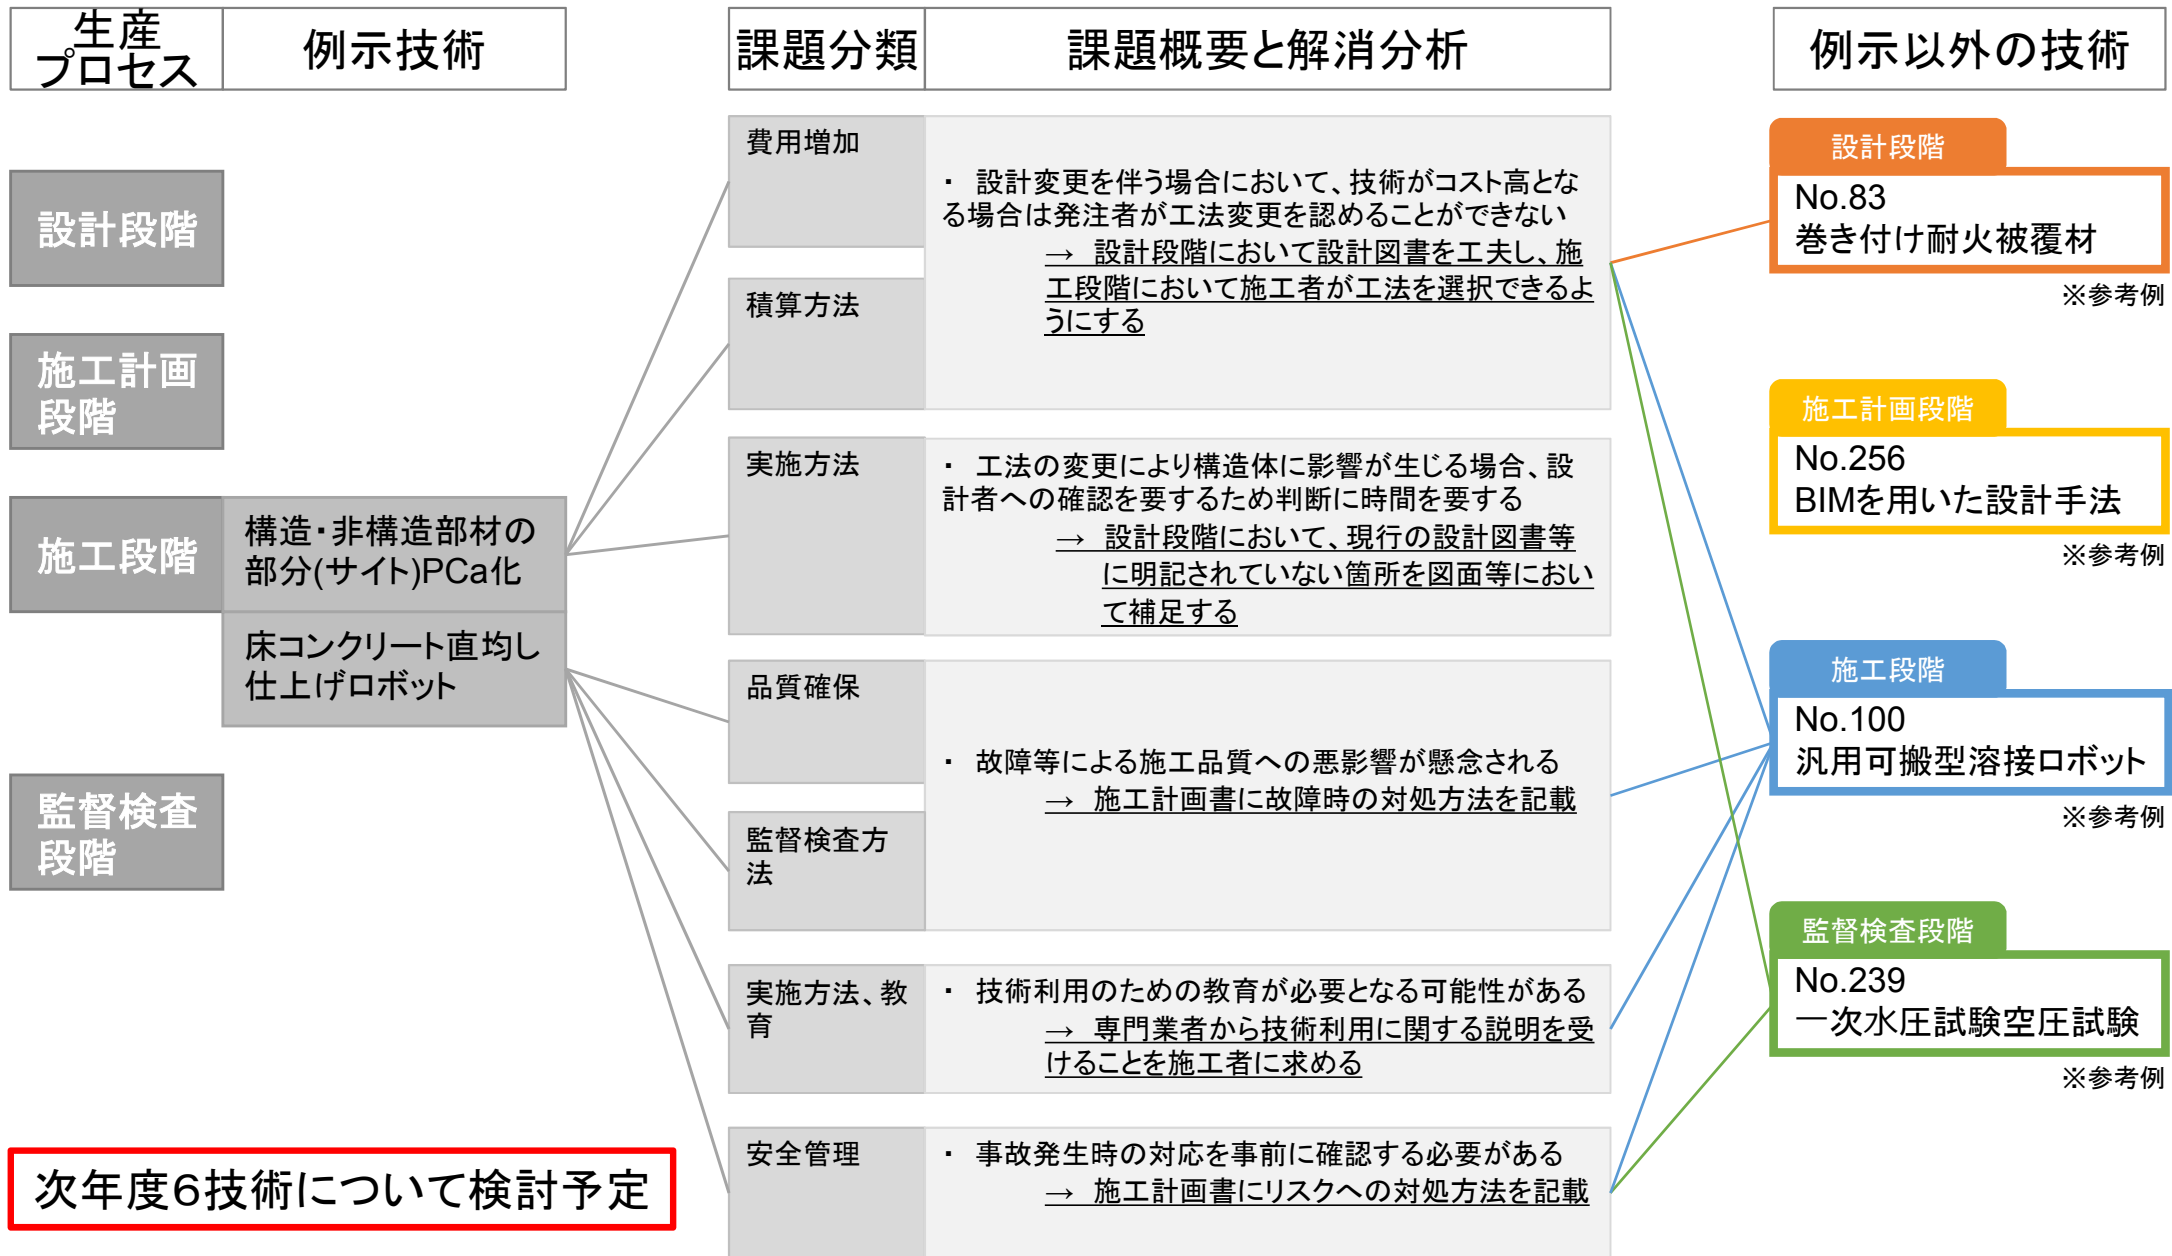 生産
プロセス
例示技術
課題分類
課題概要と解消分析
例示以外の技術
設計段階
施工計画
段階
施工段階
構造・非構造部材の
部分(サイト)PCa化
床コンクリート直均し
仕上げロボット
監督検査
段階
次年度6技術について検討予定
費用増加
積算方法
・ 設計変更を伴う場合において、技術がコスト高とな
る場合は発注者が工法変更を認めることができない
→ 設計段階において設計図書を工夫し、施
工段階において施工者が工法を選択できるよ
うにする
実施方法
・ 工法の変更により構造体に影響が生じる場合、設
計者への確認を要するため判断に時間を要する
→ 設計段階において、現行の設計図書等
に明記されていない箇所を図面等におい
て補足する
品質確保
監督検査方
法
・ 故障等による施工品質への悪影響が懸念される
→ 施工計画書に故障時の対処方法を記載
実施方法、教
育
・ 技術利用のための教育が必要となる可能性がある
→ 専門業者から技術利用に関する説明を受
けることを施工者に求める
安全管理
・ 事故発生時の対応を事前に確認する必要がある
→ 施工計画書にリスクへの対処方法を記載
設計段階
No.83
巻き付け耐火被覆材
※参考例
施工計画段階
No.256
BIMを用いた設計手法
※参考例
施工段階
No.100
汎用可搬型溶接ロボット
※参考例
監督検査段階
No.239
一次水圧試験空圧試験
※参考例